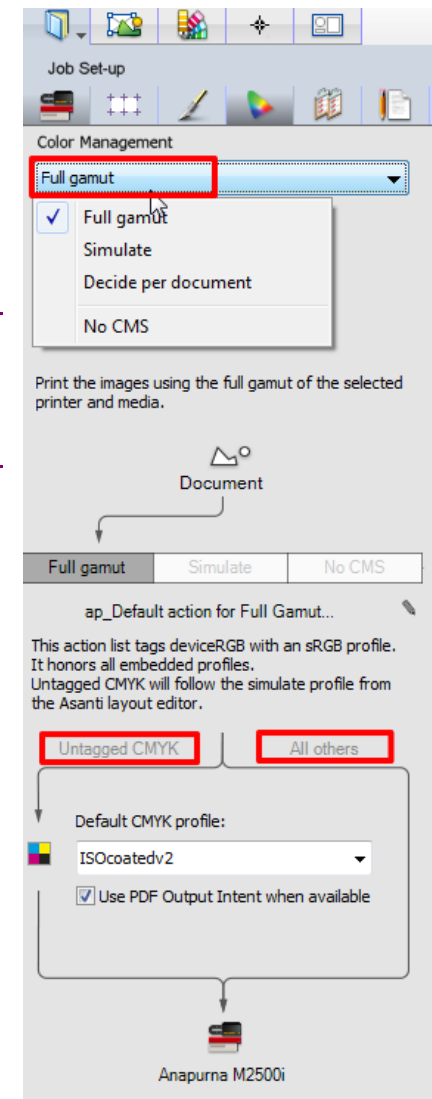 Job Set-up
Color Management
Full gamut
Full gamut
Simulate
Decide per document
No CMS
Print the images using the full gamut of the selected
printer and media.
Document
Full gamut
Simulate
No CMS
ap_Default action for Full Gamut...
This action list tags deviceRGB with an sRGB profile.
It honors all embedded profiles.
Untagged CMYK will follow the simulate profile from
the Asanti layout editor.
Untagged CMYK
All others
Default CMYK profile:
ISOcoatedv2
Use PDF Output Intent when available
Anapurna M2500i